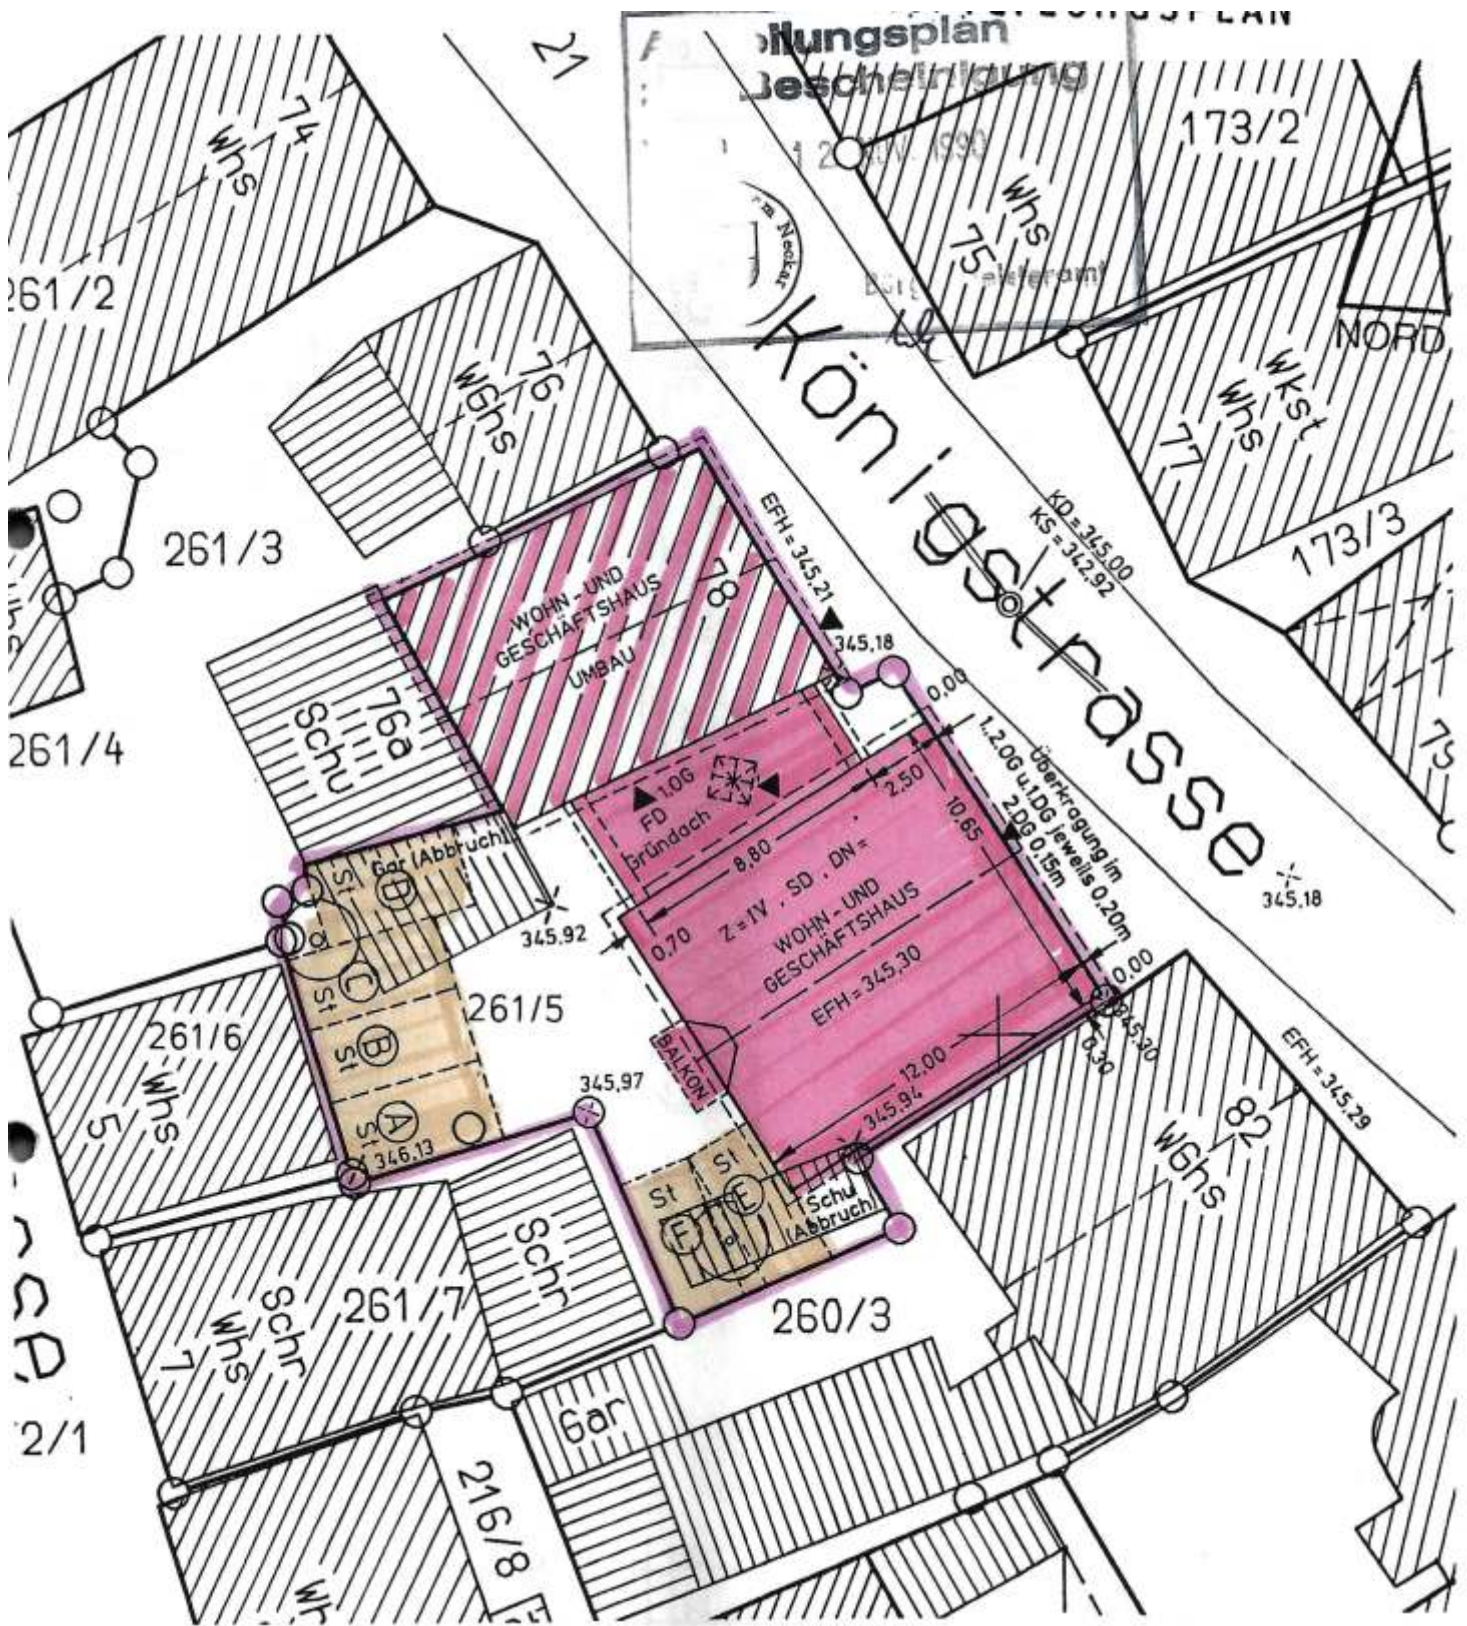 21
llungsplan
Bescheinigung
12 NOV. 1990
rm Neckar
173/2
Whs
74
Whs
75
261/2
NORD
76
WGhs
Wkst
Whs
77
Königstrasse
KD = 345,00
KS = 342,92
173/3
261/3
EFH = 345,21
WOHN - UND
GESCHÄFTSHAUS
UMBAU
78
345,18
0,00
261/4
76a
Schu
1.OG
FD
Gründach
2,50
1.,2.OG u.1.DG jeweils 0,20m
Überkragung im
2.DG 0,15m
10,65
8,80
Z = IV , SD , DN =
WOHN - UND
GESCHÄFTSHAUS
EFH = 345,30
0,70
345,18
Gar (Abbruch)
St
D
345,92
C
St
261/5
0,00
345,30
0,30
261/6
Whs
5
B
St
BALKON
12,00
345,94
EFH = 345,29
345,97
A
St
346,13
82
WGhs
St
St
E
F
Schu
(Abbruch)
Schr
261/7
Schr
Whs
7
260/3
2/1
Gar
216/8